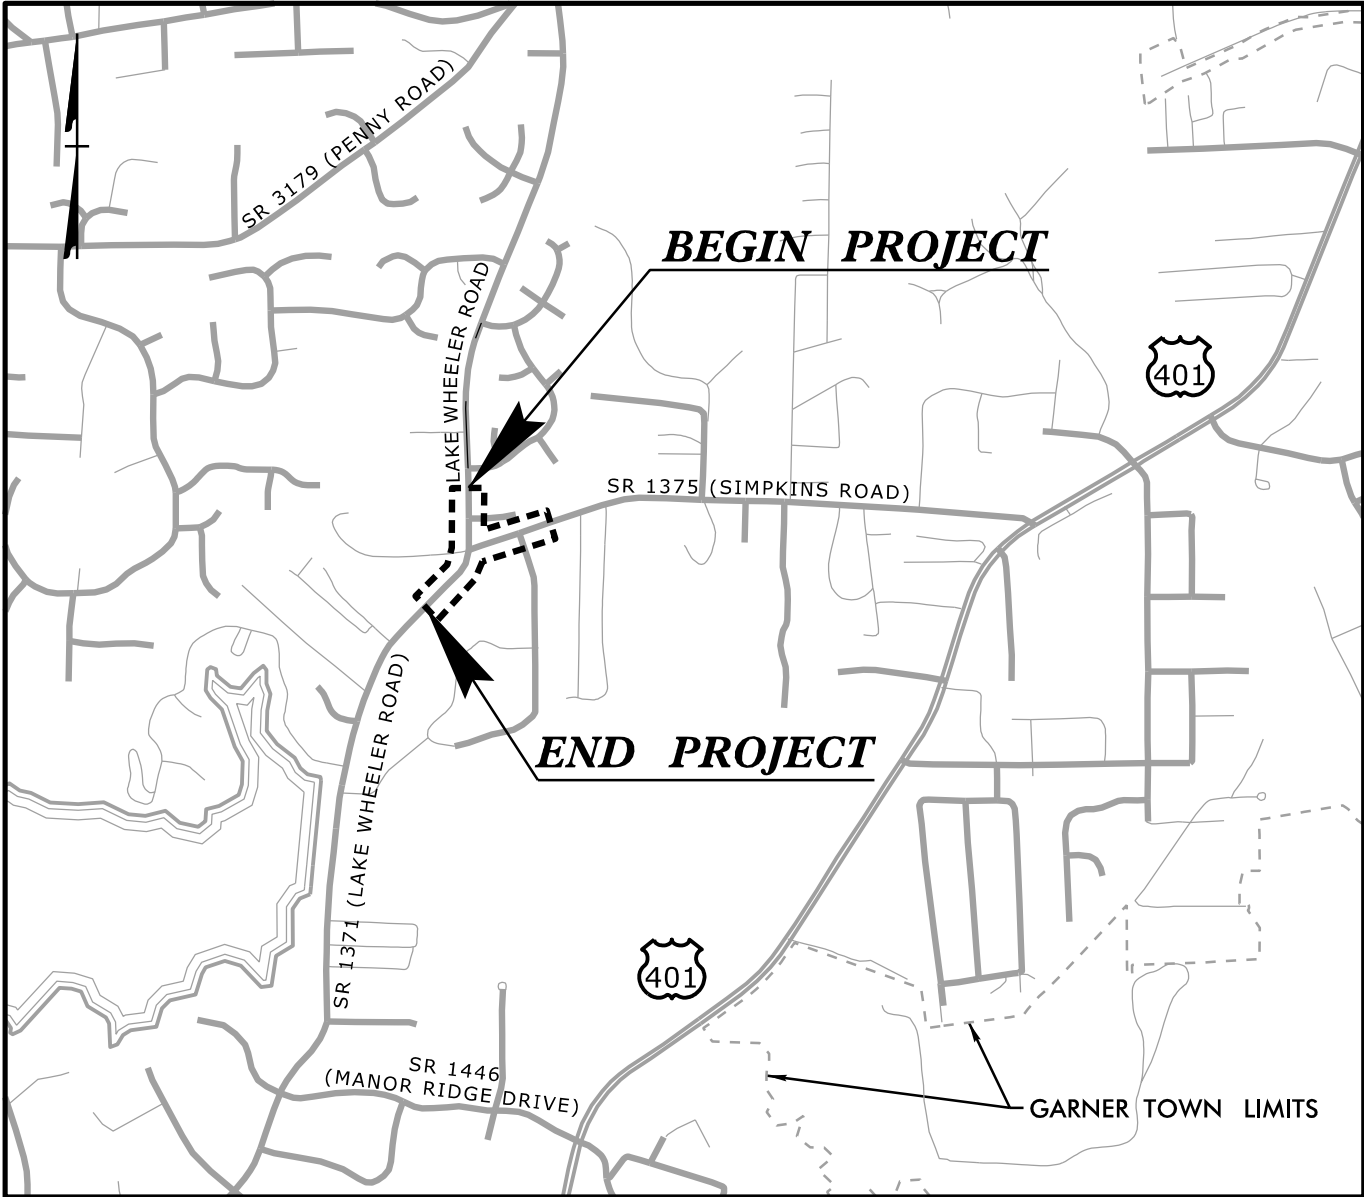 SR 3179 (PENNY ROAD)
BEGIN PROJECT
LAKE WHEELER ROAD
401
SR 1375 (SIMPKINS ROAD)
SR 1371 (LAKE WHEELER ROAD)
END PROJECT
401
SR 1446
(MANOR RIDGE DRIVE)
GARNER TOWN LIMITS